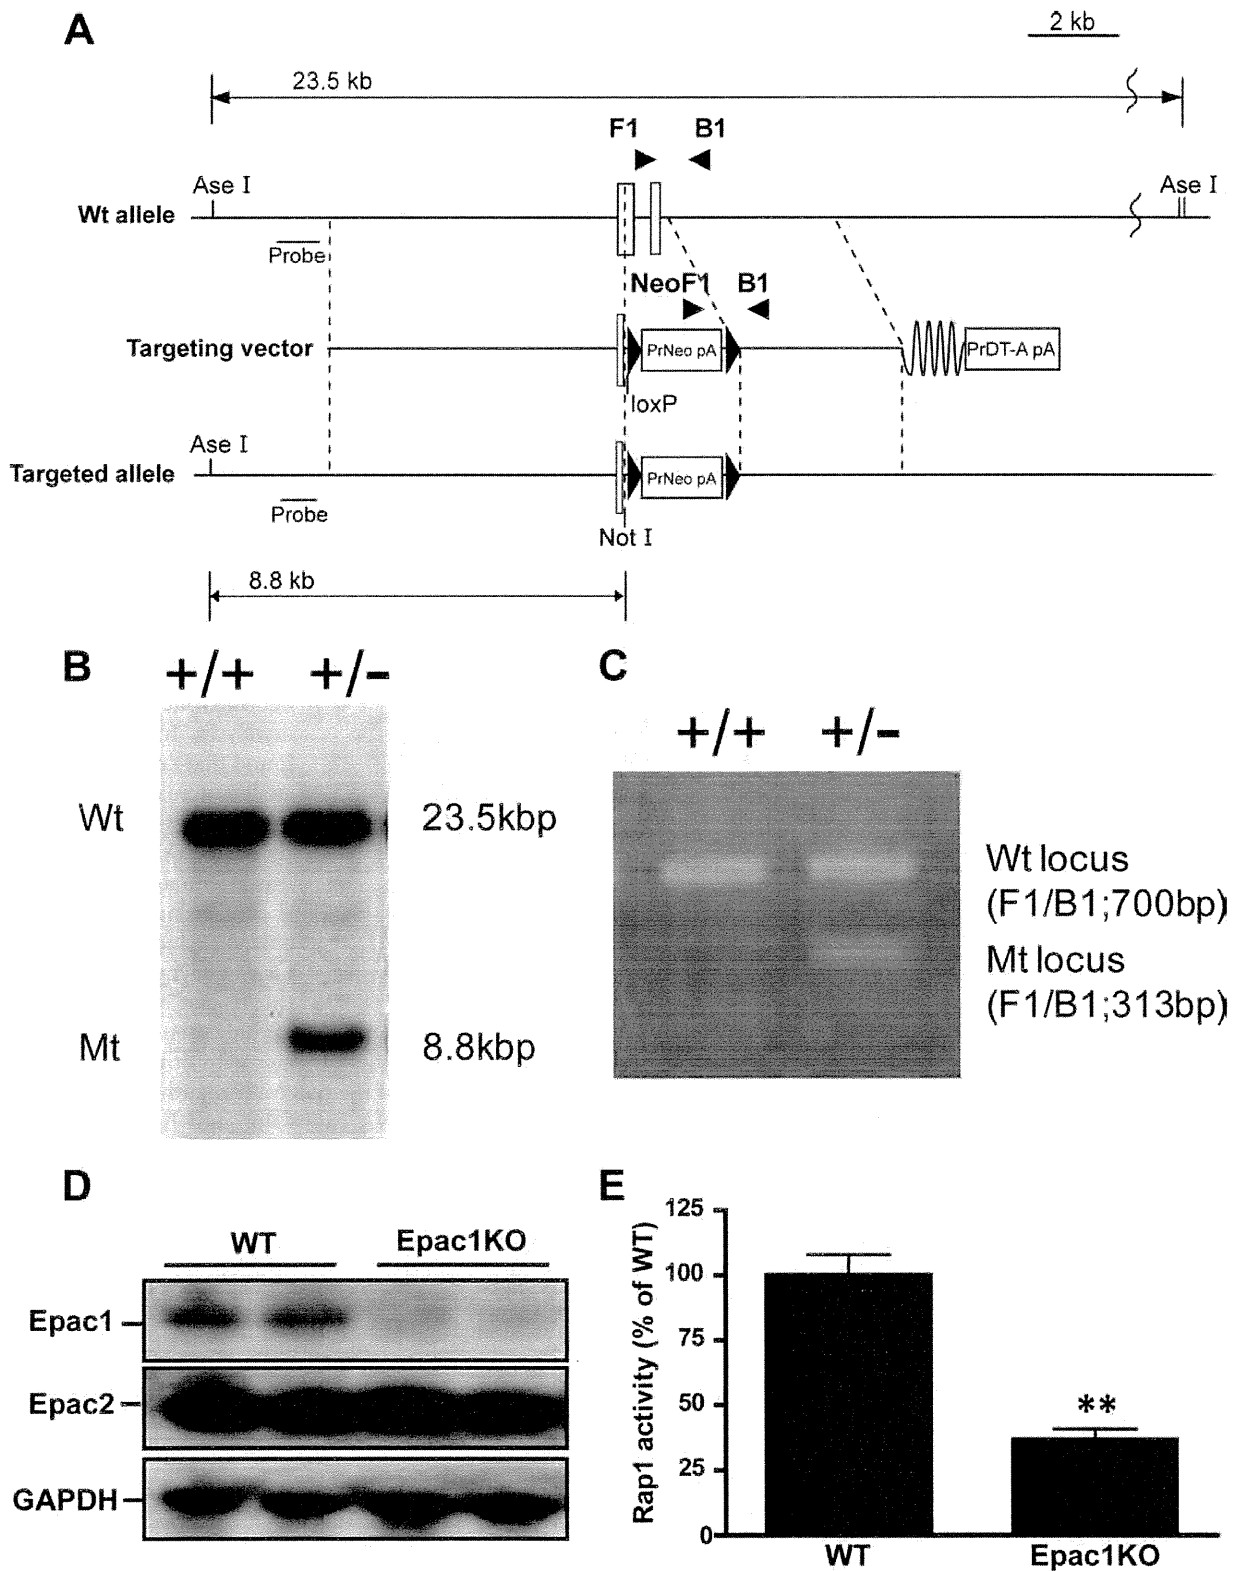 A
2 kb
23.5 kb
F1 B1
Ase I Ase I
Wt allele
Probe
NeoF1 B1
Targeting vector PrNeo pA PrDT-A pA
loxP
Ase I
Targeted allele PrNeo pA
Probe
Not I
8.8 kb
B
+/+ +/-
Wt 23.5kbp
Mt 8.8kbp
C
+/+ +/-
Wt locus
(F1/B1;700bp)
Mt locus
(F1/B1;313bp)
D
WT Epac1KO
Epac1
Epac2
GAPDH
E
Rap1 activity (% of WT)
125
100
75
50
25
0
**
WT Epac1KO